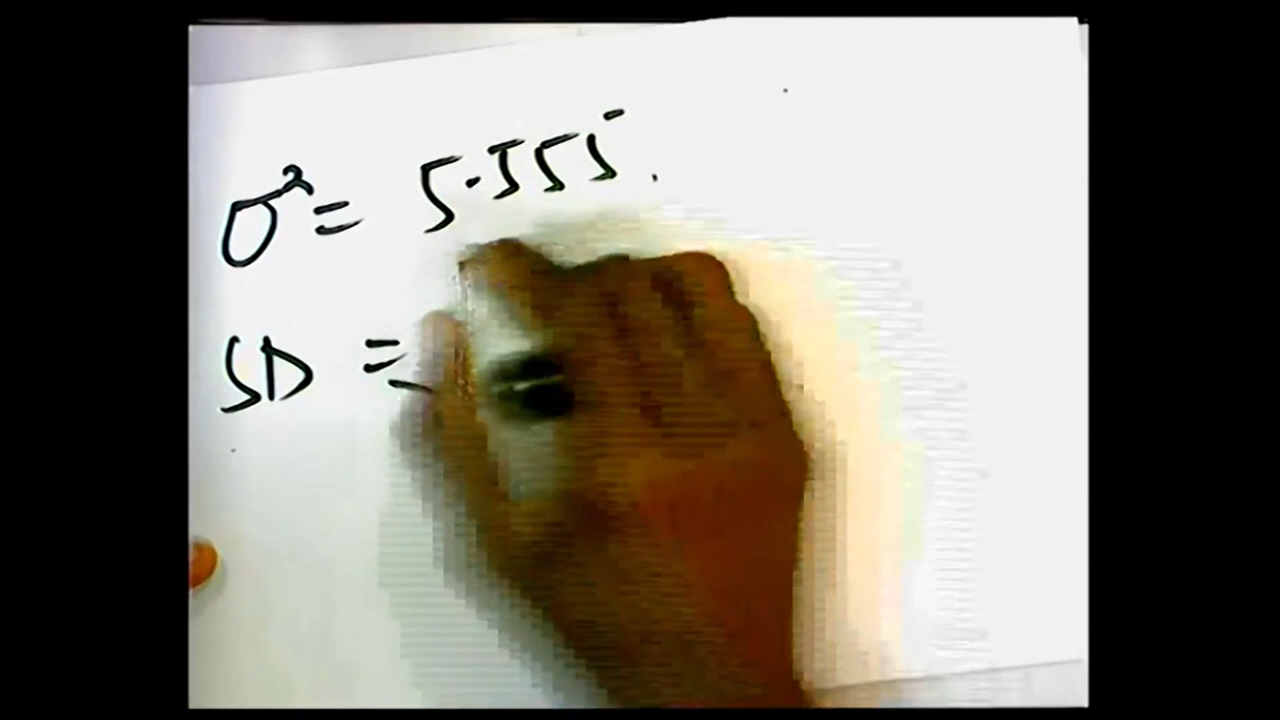 σ² = 5.555
SD =